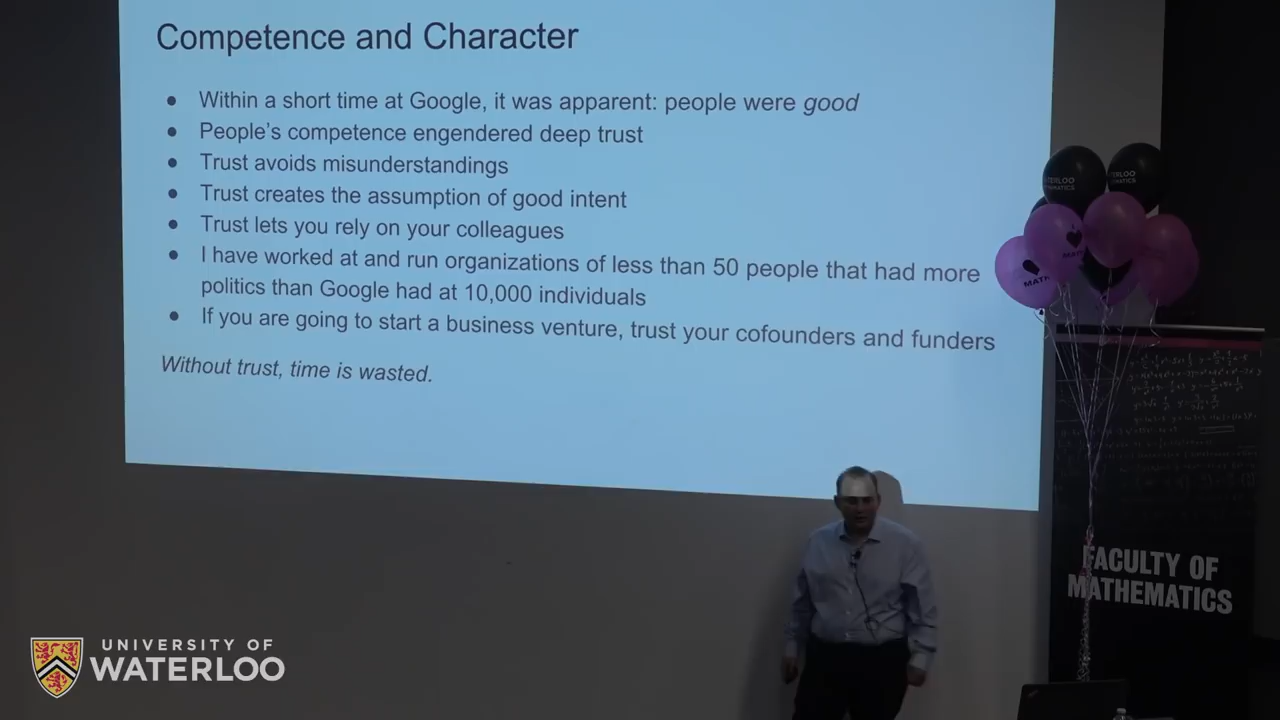 Competence and Character
● Within a short time at Google, it was apparent: people were good
● People's competence engendered deep trust
● Trust avoids misunderstandings
● Trust creates the assumption of good intent
● Trust lets you rely on your colleagues
● I have worked at and run organizations of less than 50 people that had more
politics than Google had at 10,000 individuals
● If you are going to start a business venture, trust your cofounders and funders
Without trust, time is wasted.
MATH
FACULTY OF
MATHEMATICS
UNIVERSITY OF
WATERLOO